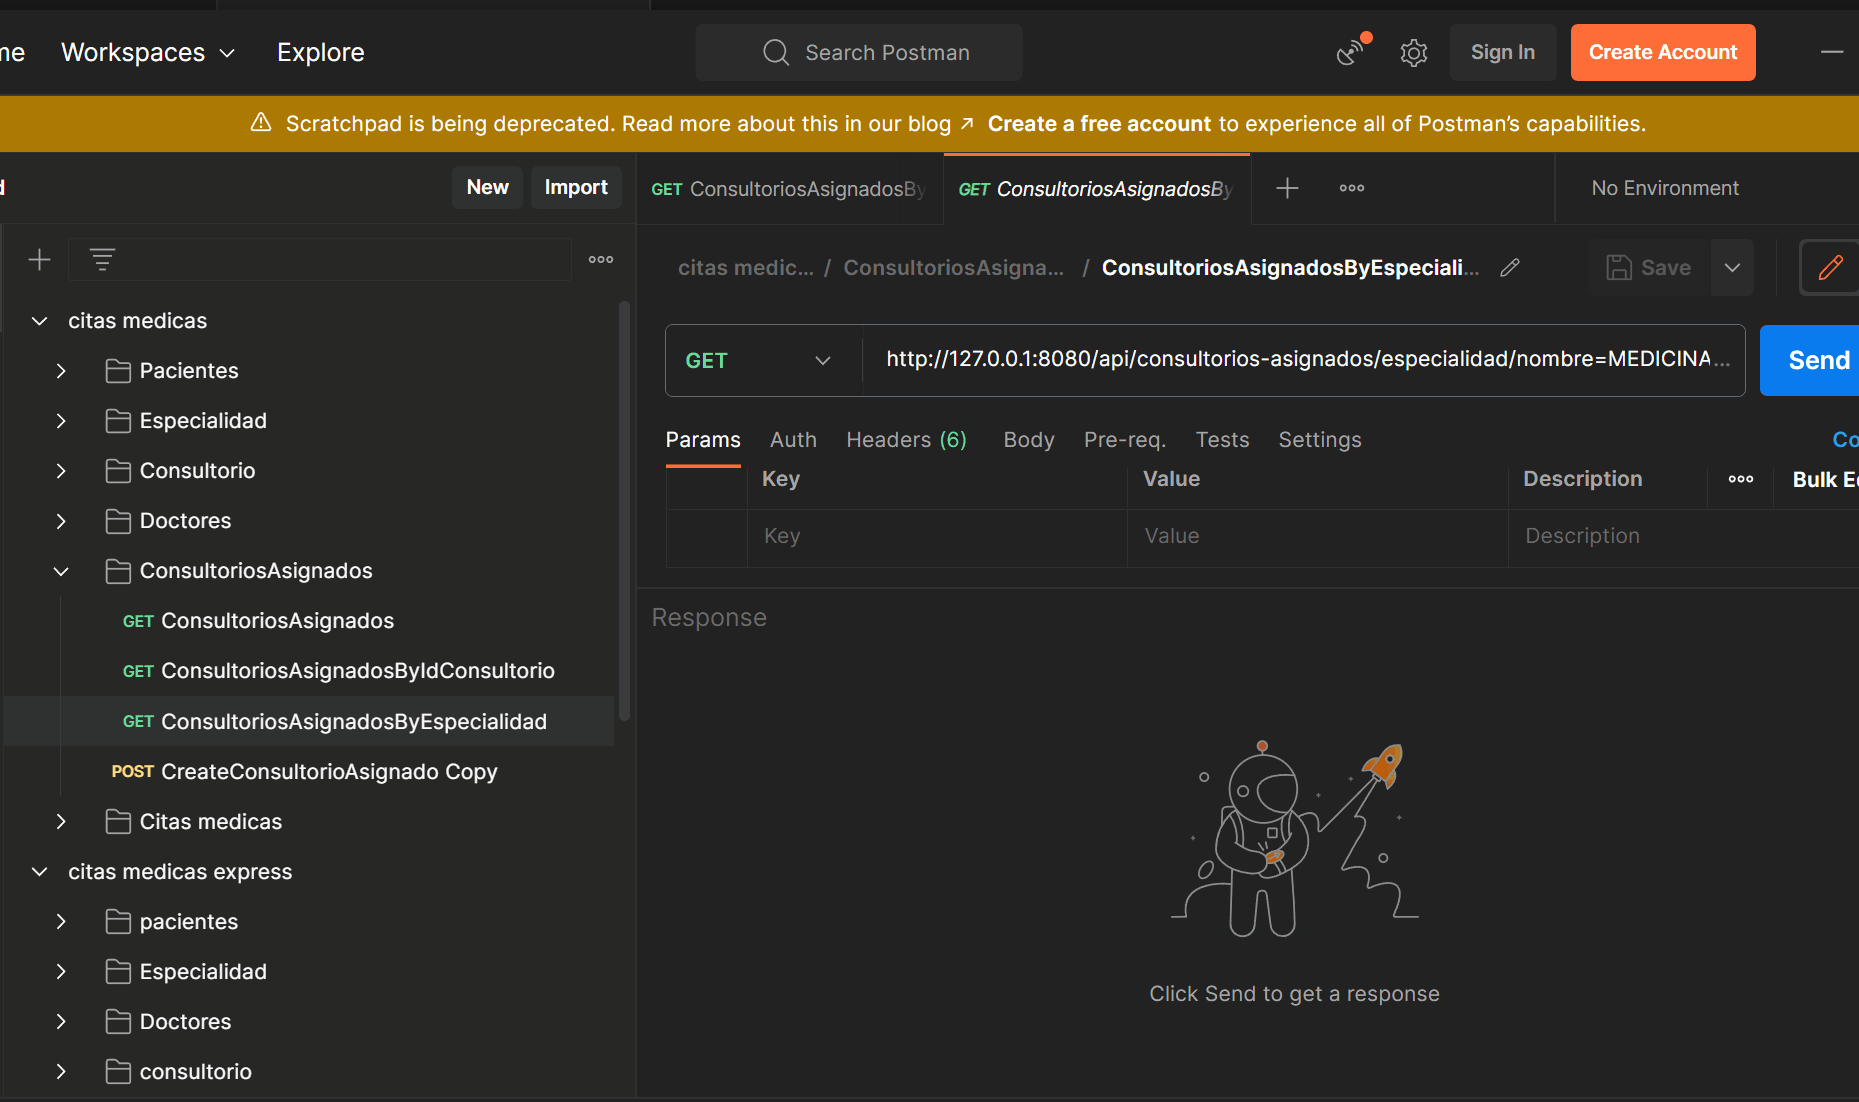 Workspaces
Explore
Search Postman
Sign In
Create Account
Scratchpad is being deprecated. Read more about this in our blog ↗ Create a free account to experience all of Postman's capabilities.
New
Import
GET ConsultoriosAsignadosBy
GET ConsultoriosAsignadosBy
No Environment
citas medic... / ConsultoriosAsigna... / ConsultoriosAsignadosByEspeciali...
Save
GET
http://127.0.0.1:8080/api/consultorios-asignados/especialidad/nombre=MEDICINA...
Send
Params
Auth
Headers (6)
Body
Pre-req.
Tests
Settings
Co
Key
Value
Description
Bulk E
Key
Value
Description
Response
Click Send to get a response
citas medicas
Pacientes
Especialidad
Consultorio
Doctores
ConsultoriosAsignados
GET ConsultoriosAsignados
GET ConsultoriosAsignadosByIdConsultorio
GET ConsultoriosAsignadosByEspecialidad
POST CreateConsultorioAsignado Copy
Citas medicas
citas medicas express
pacientes
Especialidad
Doctores
consultorio